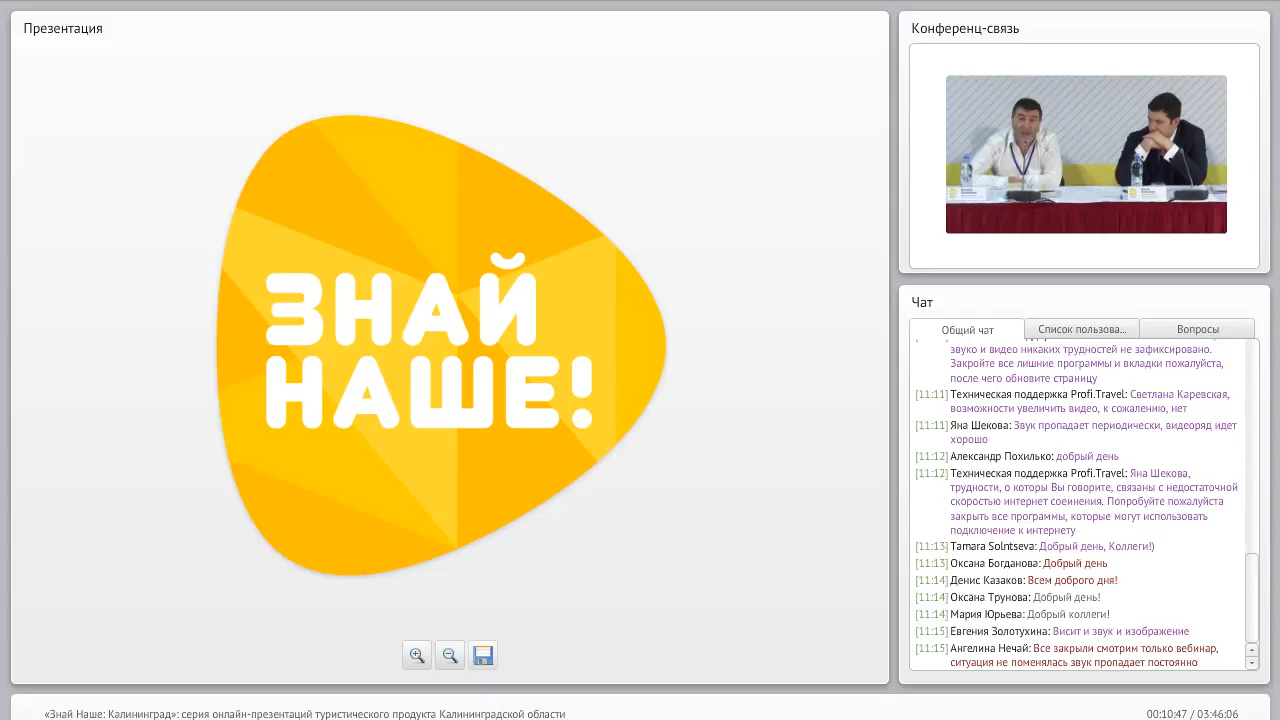 Презентация
ЗНАЙ
НАШЕ!
Конференц-связь
Чат
Общий чат
Список пользова...
Вопросы
звуко и видео никаких трудностей не зафиксировано.
Закройте все лишние программы и вкладки пожалуйста,
после чего обновите страницу
[11:11] Техническая поддержка Profi.Travel: Светлана Каревская,
возможности увеличить видео, к сожалению, нет
[11:11] Яна Шекова: Звук пропадает периодически, видеоряд идет
хорошо
[11:12] Александр Похилько: добрый день
[11:12] Техническая поддержка Profi.Travel: Яна Шекова,
трудности, о которы Вы говорите, связаны с недостаточной
скоростью интернет соеинения. Попробуйте пожалуйста
закрыть все программы, которые могут использовать
подключение к интернету
[11:13] Tamara Solntseva: Добрый день, Коллеги!)
[11:13] Оксана Богданова: Добрый день
[11:14] Денис Казаков: Всем доброго дня!
[11:14] Оксана Трунова: Добрый день!
[11:14] Мария Юрьева: Добрый коллеги!
[11:15] Евгения Золотухина: Висит и звук и изображение
[11:15] Ангелина Нечай: Все закрыли смотрим только вебинар,
ситуация не поменялась звук пропадает постоянно
«Знай Наше: Калининград»: серия онлайн-презентаций туристического продукта Калининградской области
00:10:47 / 03:46:06